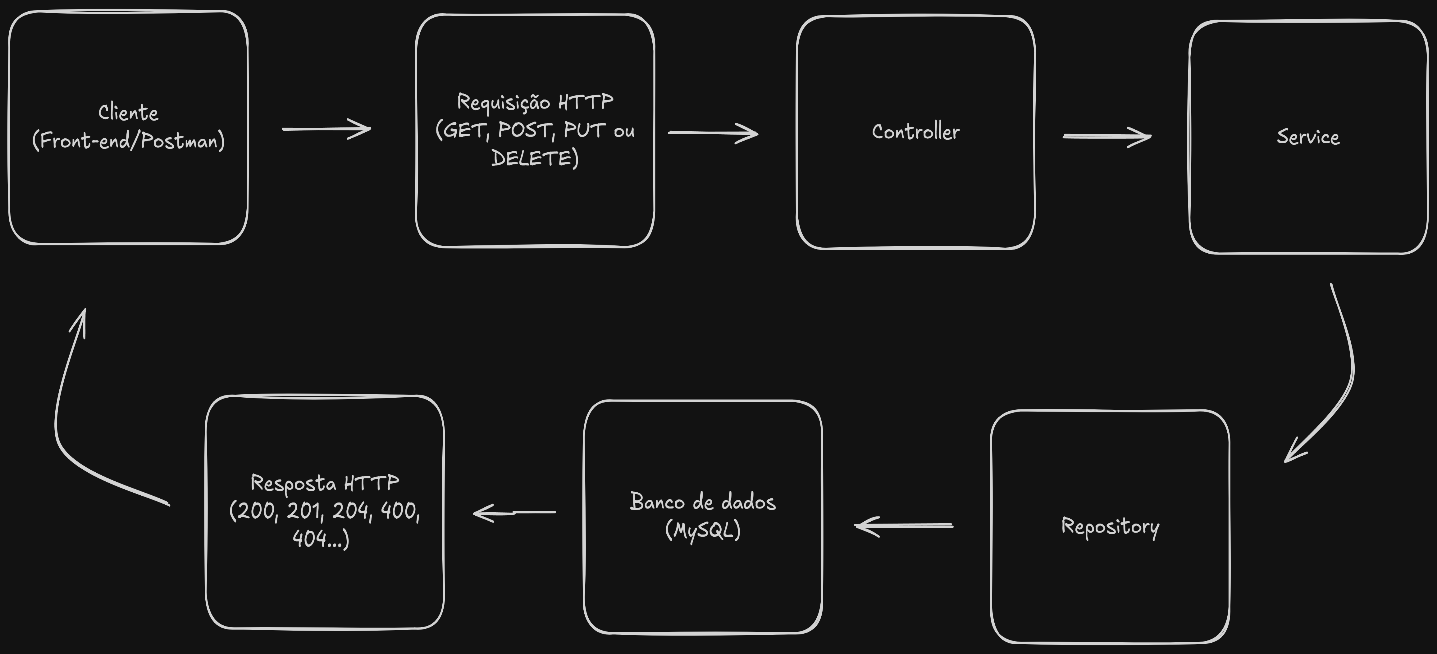 Cliente
(Front-end/Postman)
Requisição HTTP
(GET, POST, PUT ou
DELETE)
Controller
Service
Resposta HTTP
(200, 201, 204, 400,
404...)
Banco de dados
(MySQL)
Repository